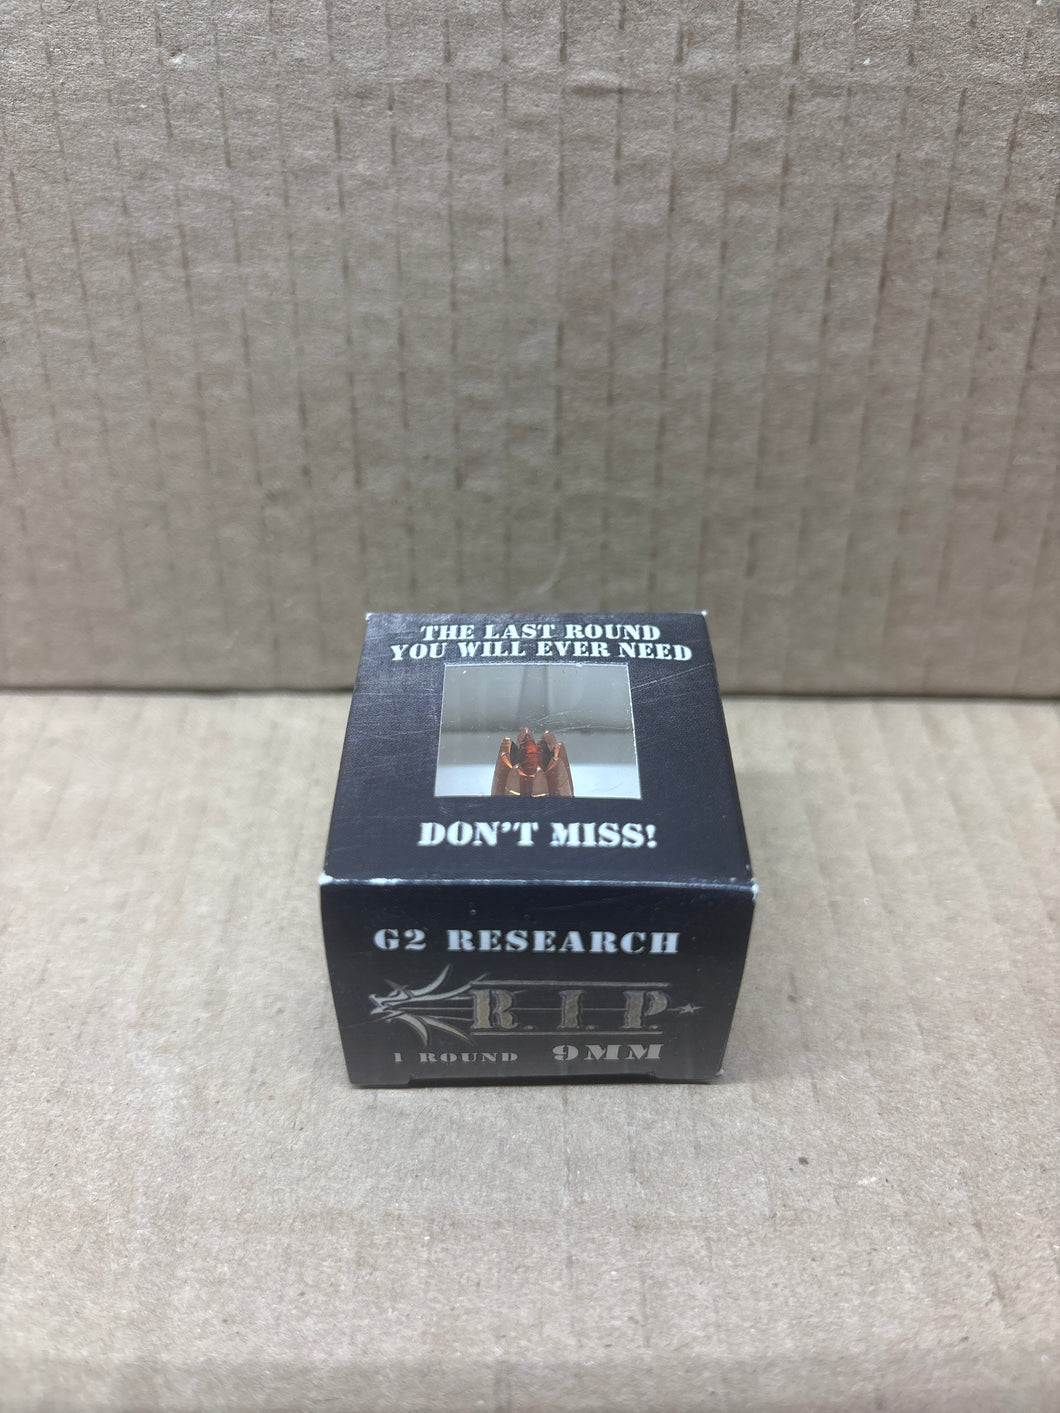 THE LAST ROUND
YOU WILL EVER NEED
DON'T MISS!
G2 RESEARCH
R.I.P.
1 ROUND 9MM